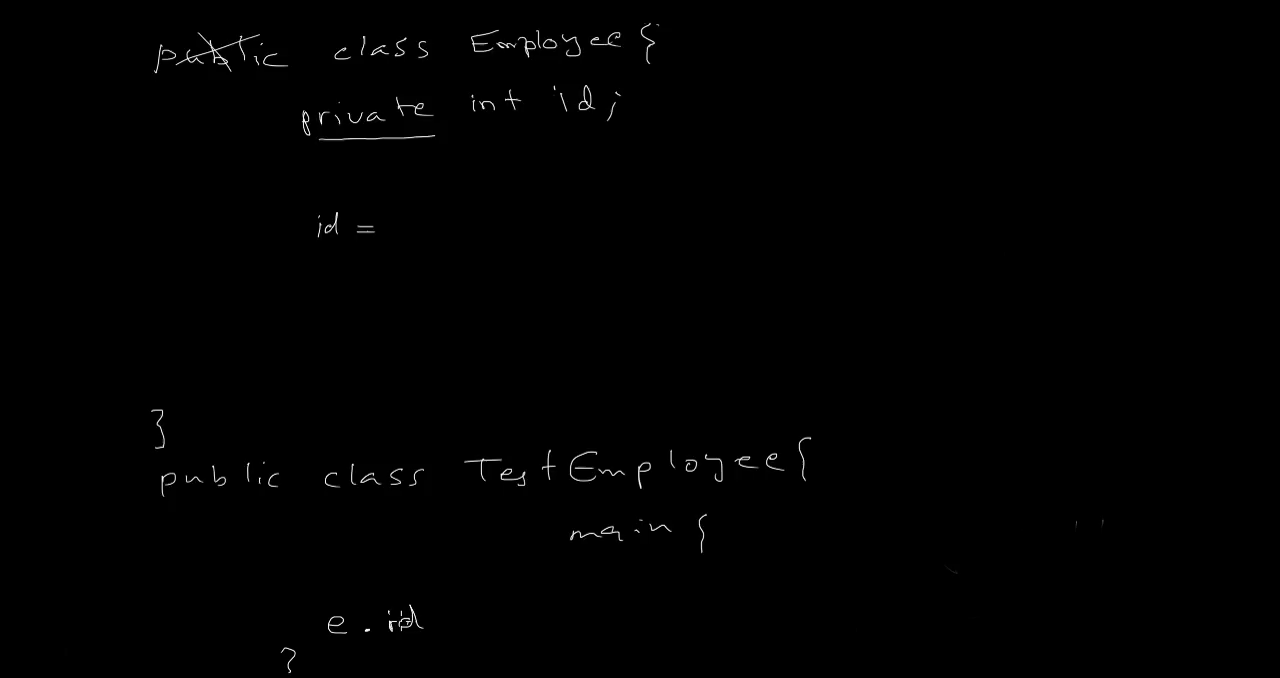 public class Employee {
private int id;
id =
}
public class TestEmployee {
main {
e.id
}